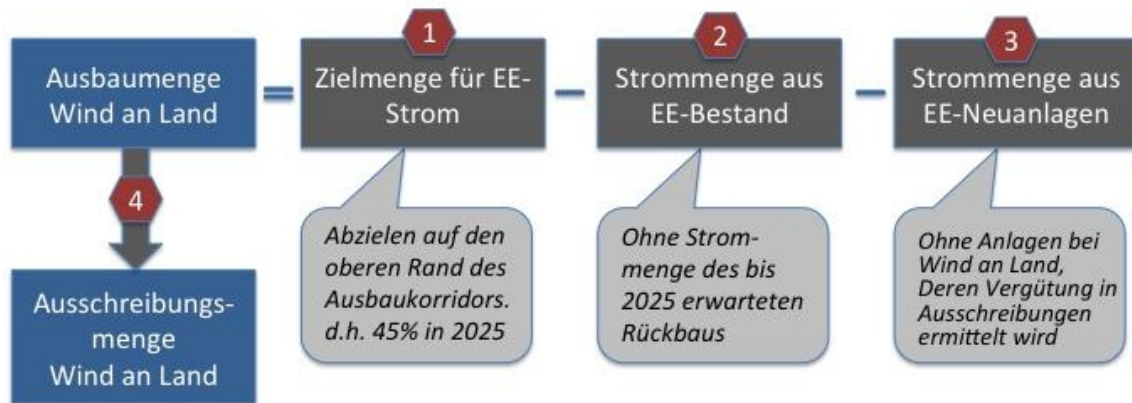 1
2
3
Ausbaumenge
Wind an Land
=
Zielmenge für EE-
Strom
–
Strommenge aus
EE-Bestand
–
Strommenge aus
EE-Neuanlagen
4
Abzielen auf den
oberen Rand des
Ausbaukorridors.
d.h. 45% in 2025
Ohne Strom-
menge des bis
2025 erwarteten
Rückbaus
Ohne Anlagen bei
Wind an Land,
Deren Vergütung in
Ausschreibungen
ermittelt wird
Ausschreibungs-
menge
Wind an Land